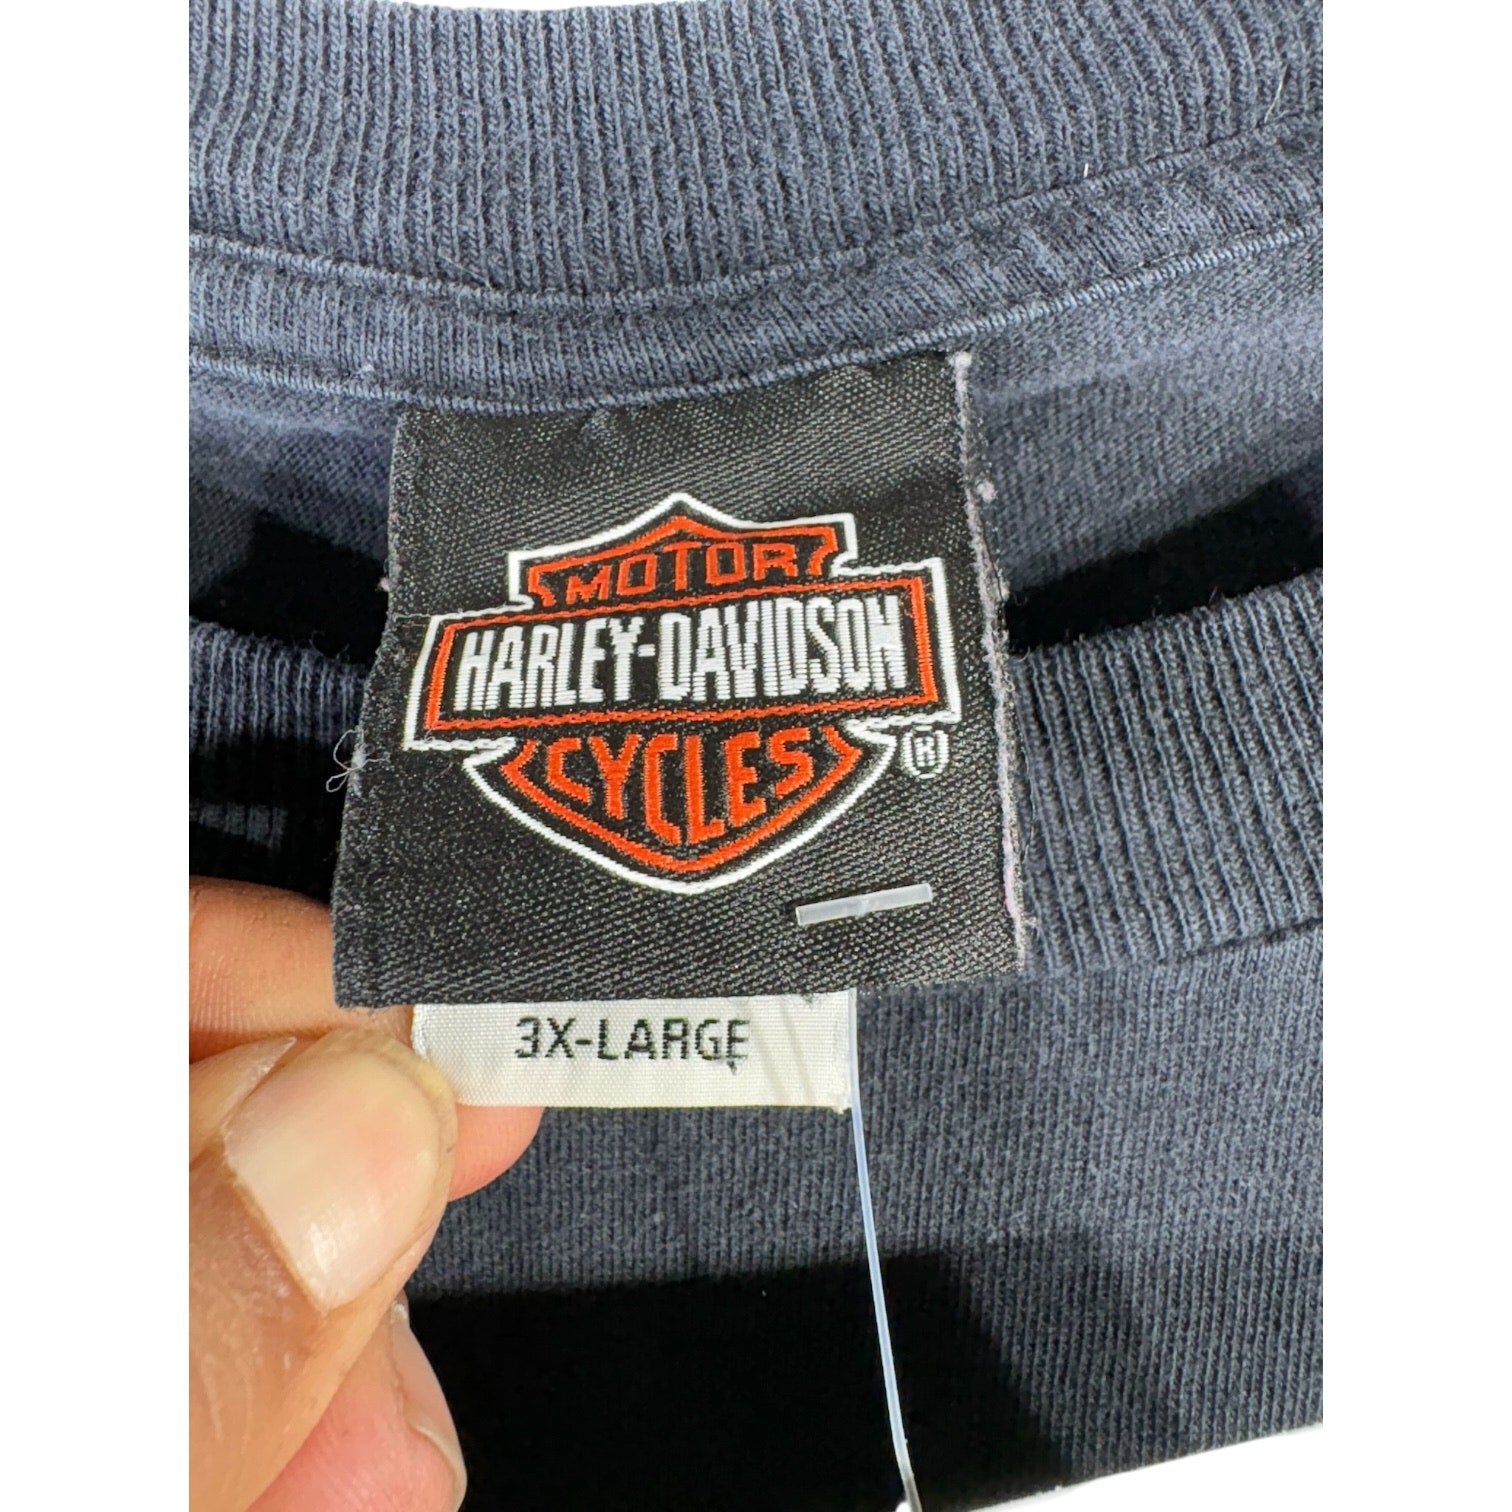 MOTOR
HARLEY-DAVIDSON
CYCLES
®
3X-LARGE